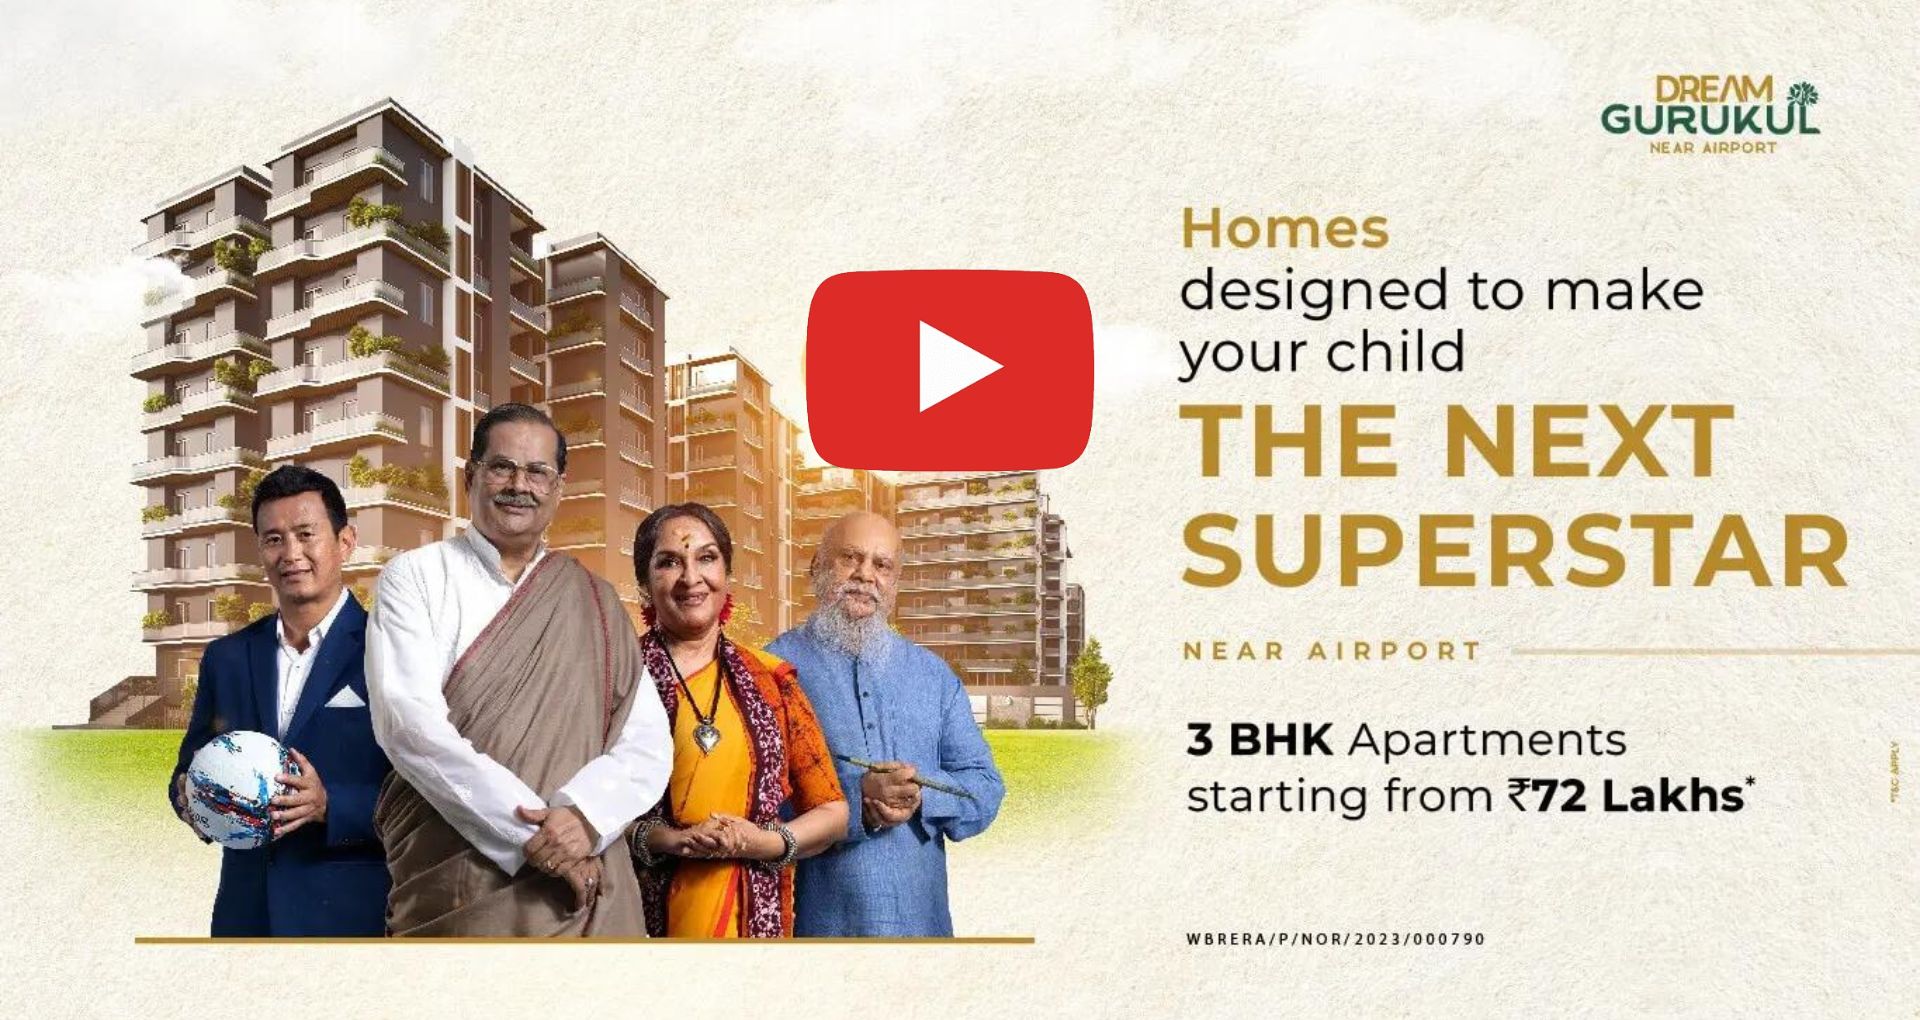 DREAM
GURUKUL
NEAR AIRPORT
Homes
designed to make
your child
THE NEXT
SUPERSTAR
NEAR AIRPORT
3 BHK Apartments
starting from ₹72 Lakhs*
*T&C APPLY
WBRERA/P/NOR/2023/000790